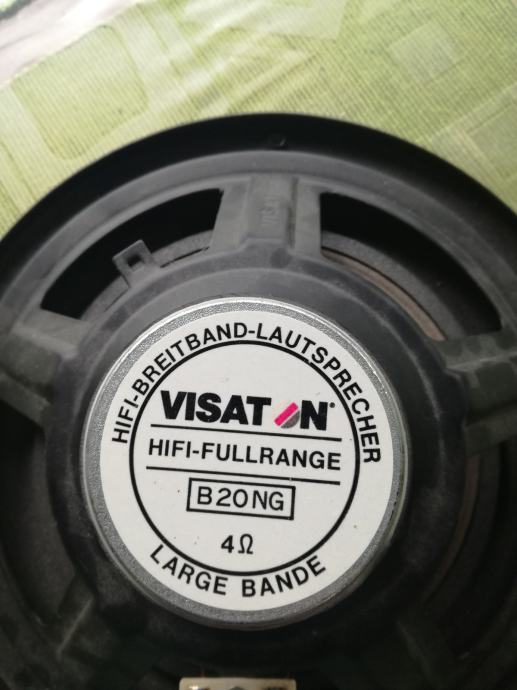 HIFI-BREITBAND-LAUTSPRECHER
VISATON
HIFI-FULLRANGE
B20NG
4Ω
LARGE BANDE